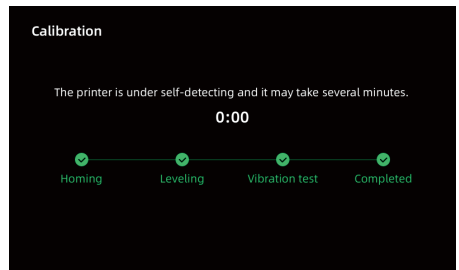 Calibration
The printer is under self-detecting and it may take several minutes.
0:00
Homing Leveling Vibration test Completed